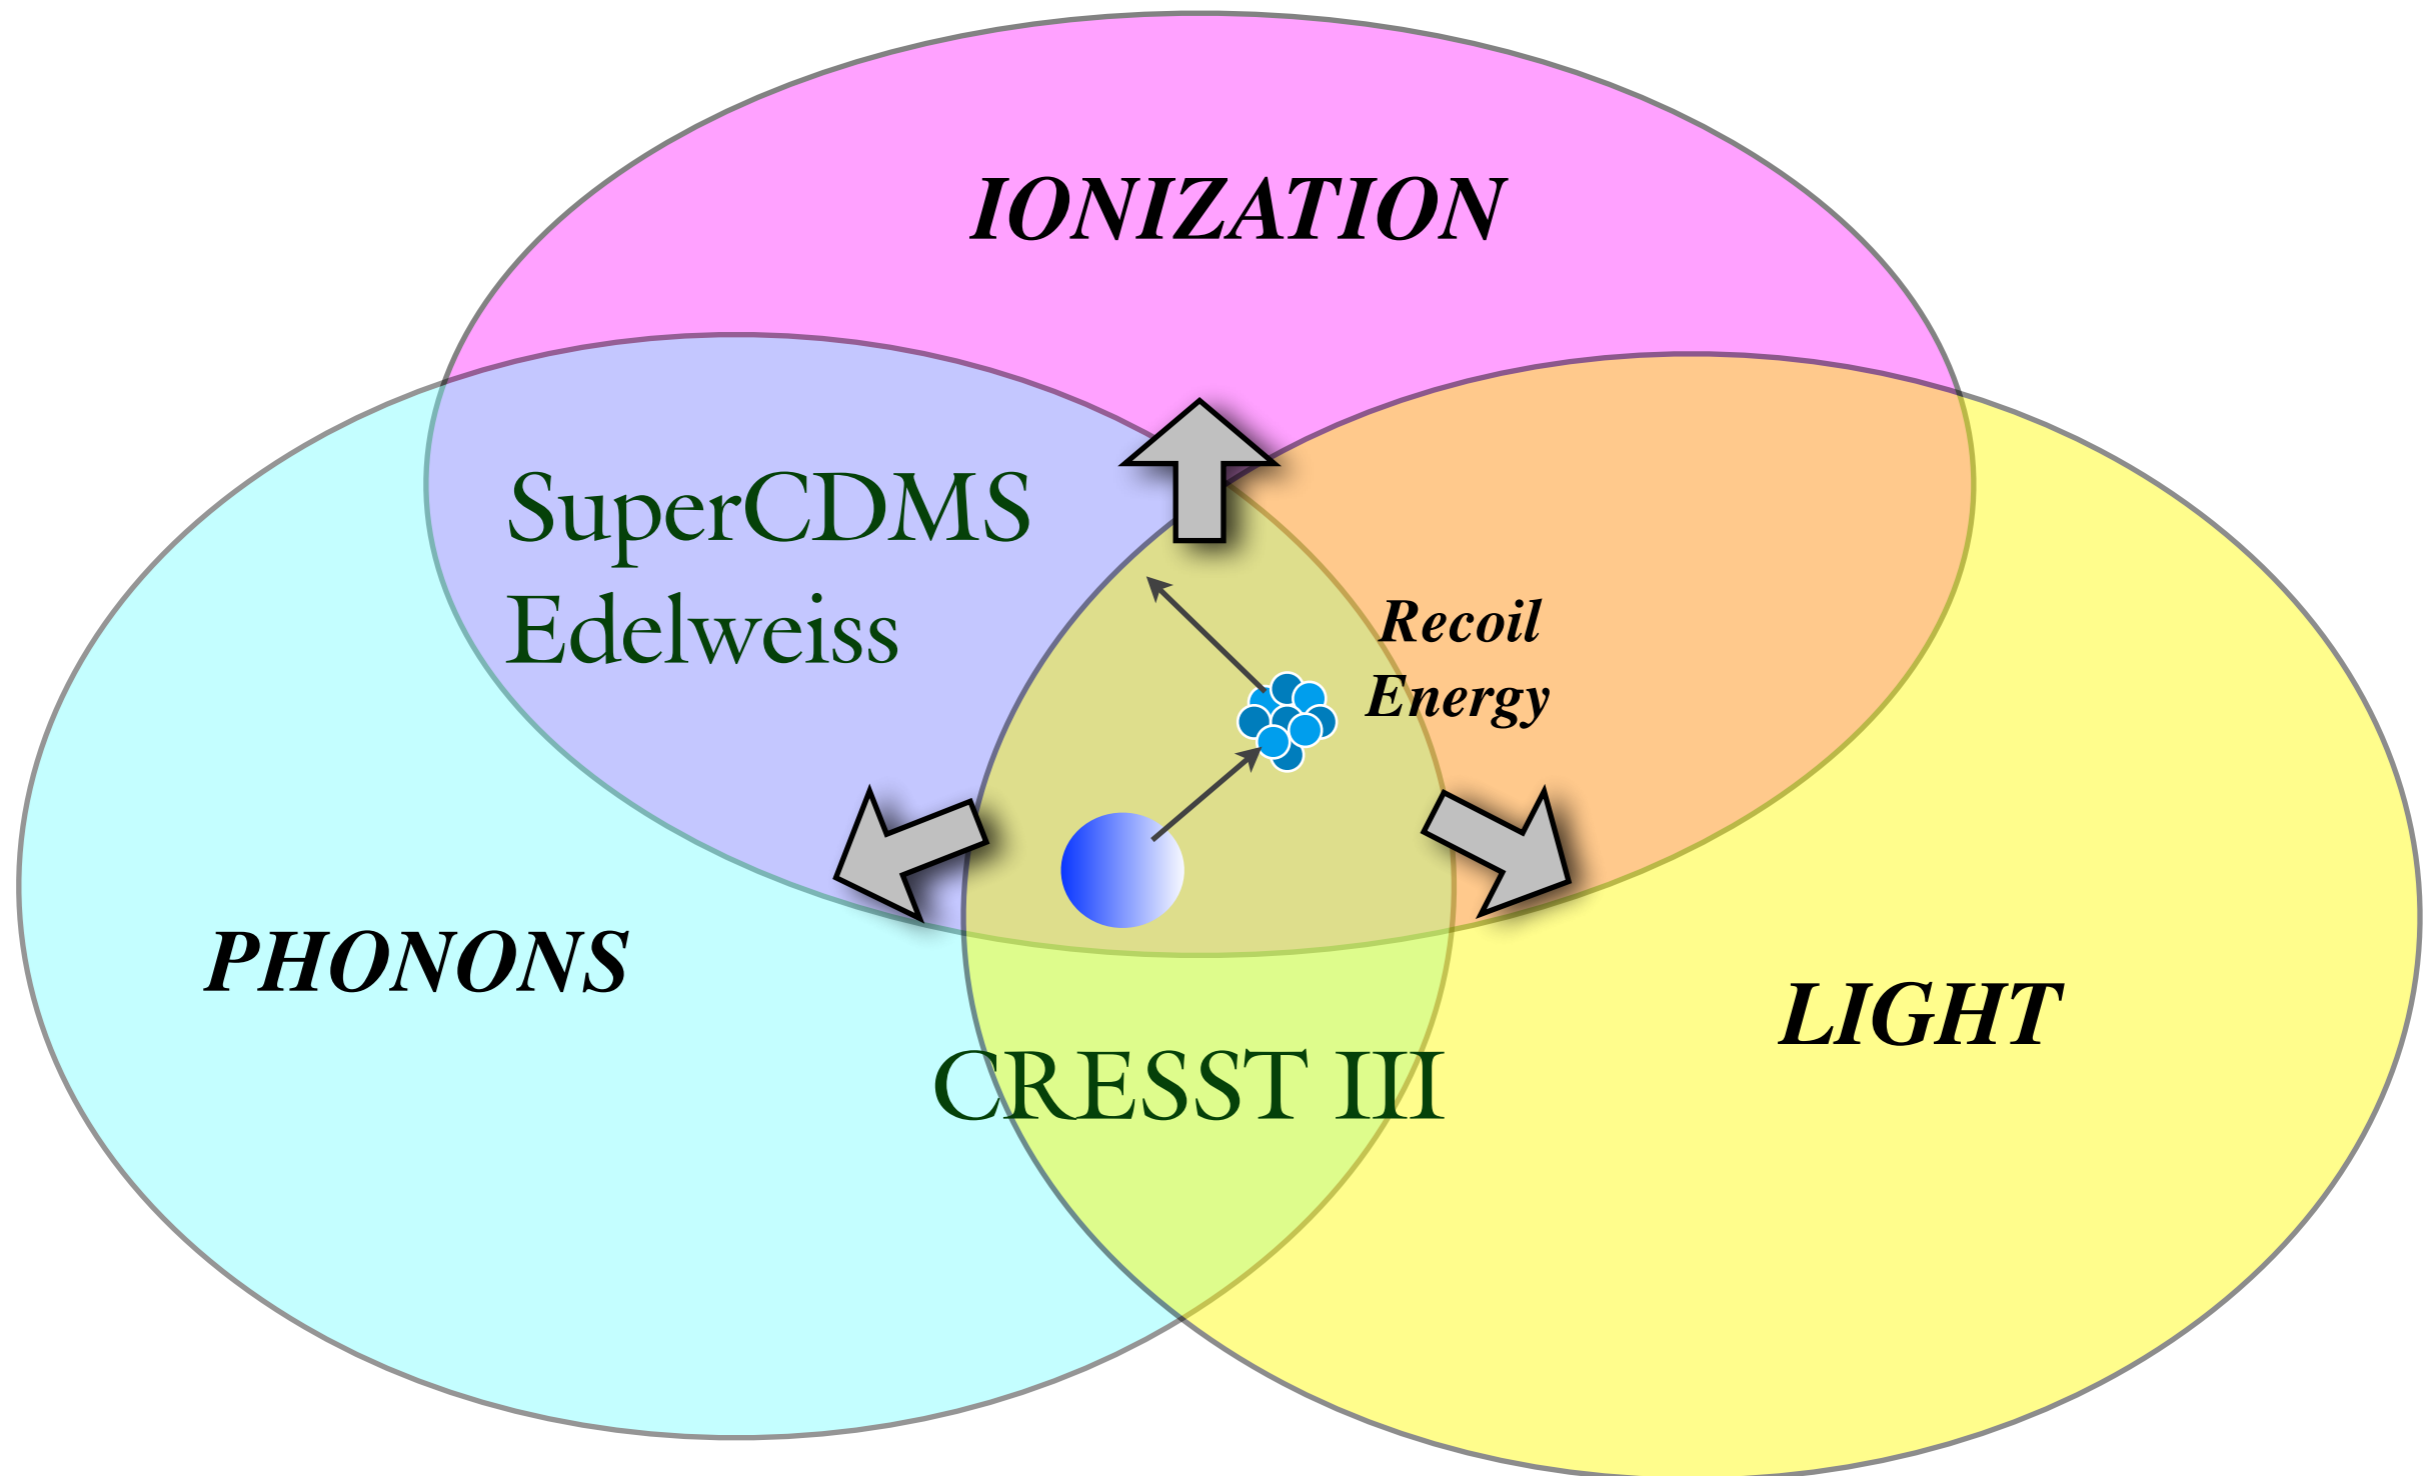 IONIZATION
SuperCDMS
Edelweiss
Recoil
Energy
PHONONS
LIGHT
CRESST III